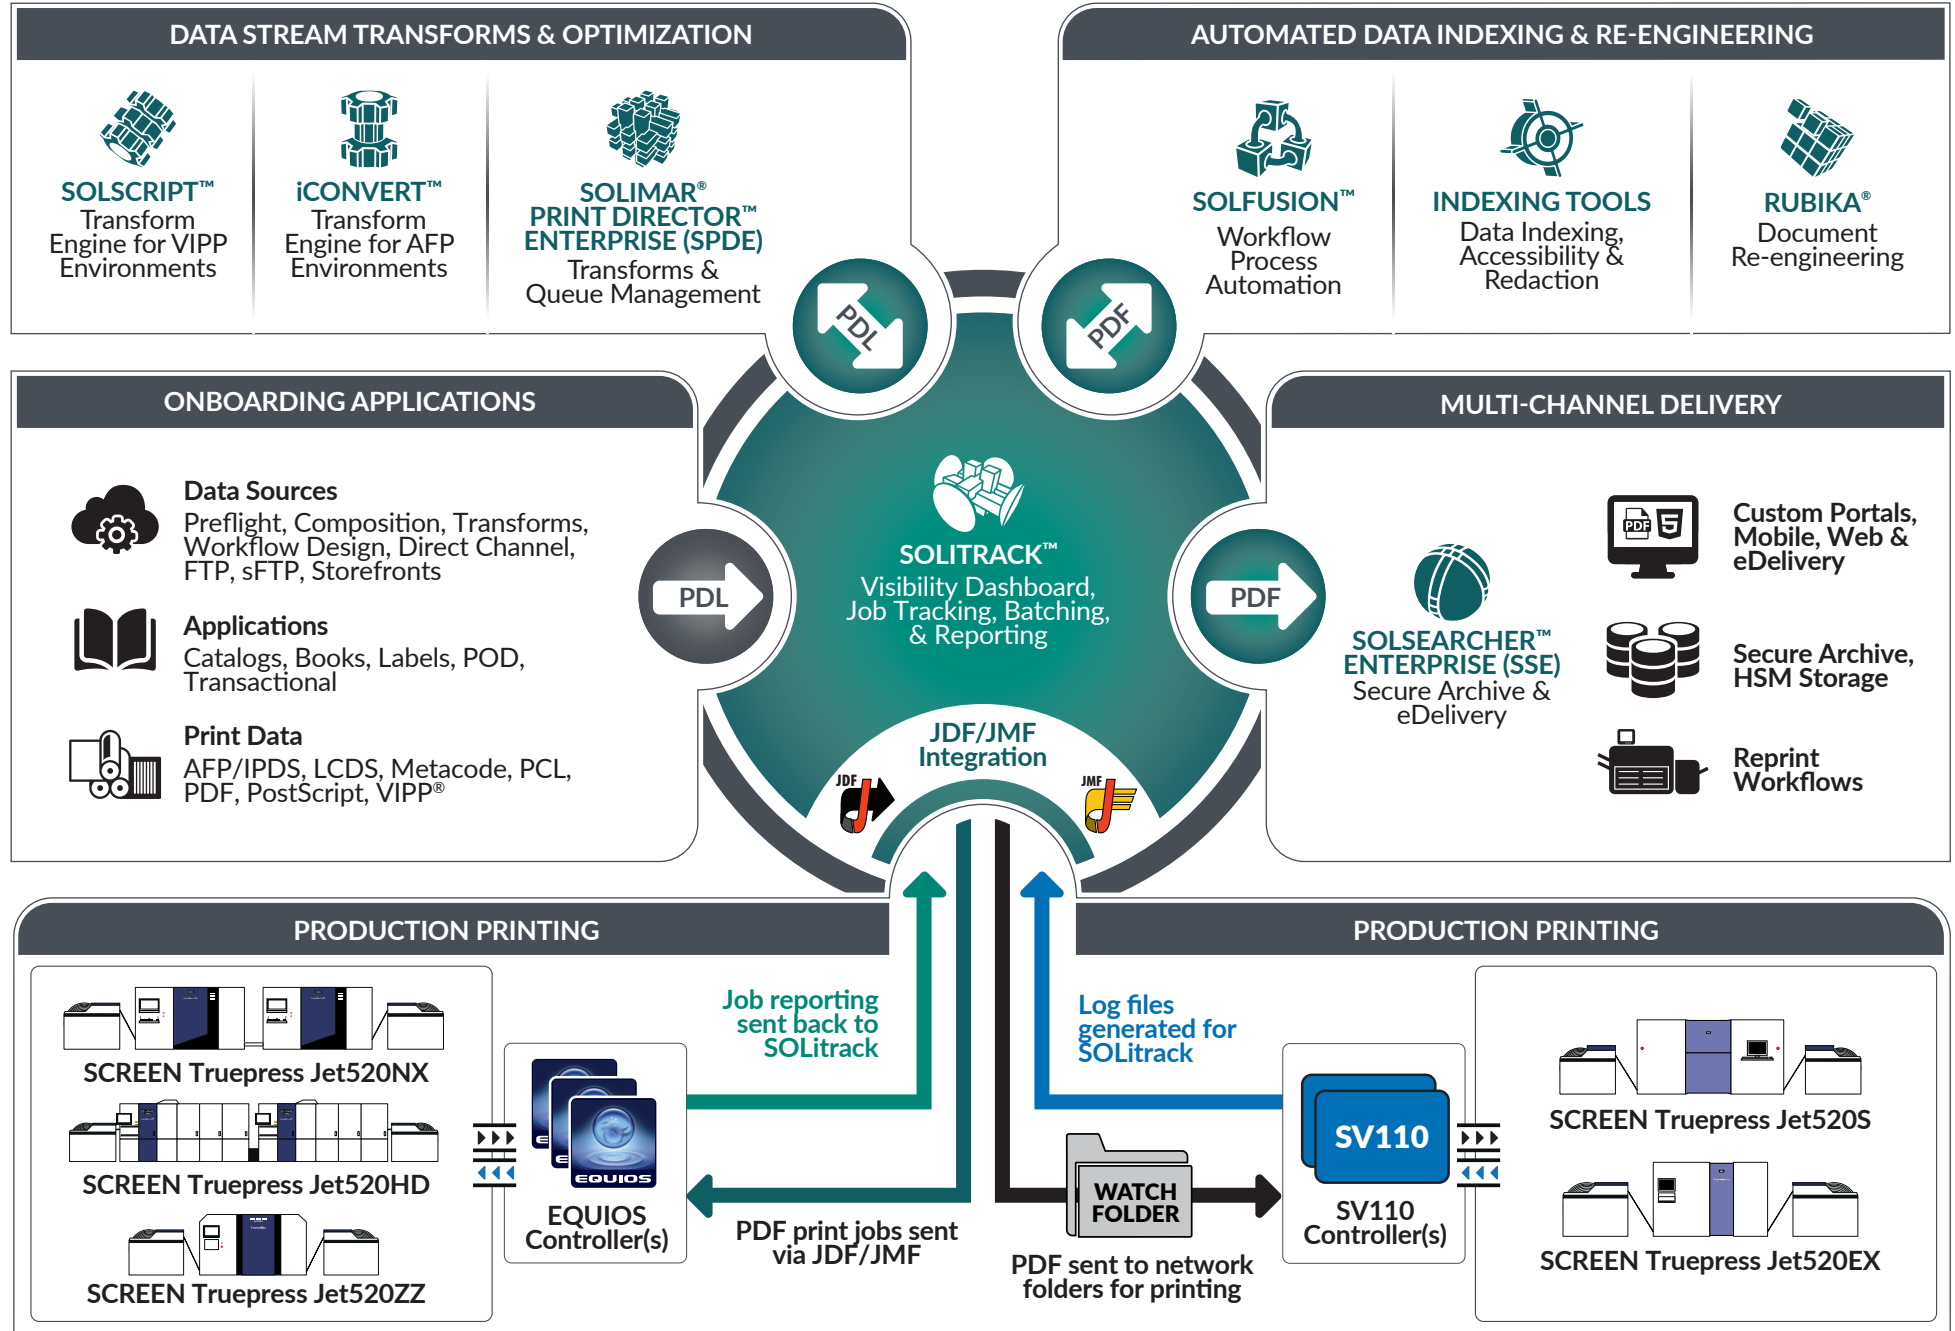 DATA STREAM TRANSFORMS & OPTIMIZATION
SOLSCRIPT™
Transform
Engine for VIPP
Environments
iCONVERT™
Transform
Engine for AFP
Environments
SOLIMAR®
PRINT DIRECTOR™
ENTERPRISE (SPDE)
Transforms &
Queue Management
PDL
AUTOMATED DATA INDEXING & RE-ENGINEERING
SOLFUSION™
Workflow
Process
Automation
INDEXING TOOLS
Data Indexing,
Accessibility &
Redaction
RUBIKA®
Document
Re-engineering
PDF
ONBOARDING APPLICATIONS
Data Sources
Preflight, Composition, Transforms,
Workflow Design, Direct Channel,
FTP, sFTP, Storefronts
Applications
Catalogs, Books, Labels, POD,
Transactional
Print Data
AFP/IPDS, LCDS, Metacode, PCL,
PDF, PostScript, VIPP®
PDL
SOLITRACK™
Visibility Dashboard,
Job Tracking, Batching,
& Reporting
JDF/JMF
Integration
JDF
JMF
PDF
MULTI-CHANNEL DELIVERY
SOLSEARCHER™
ENTERPRISE (SSE)
Secure Archive &
eDelivery
PDF
5
Custom Portals,
Mobile, Web &
eDelivery
Secure Archive,
HSM Storage
Reprint
Workflows
PRODUCTION PRINTING
SCREEN Truepress Jet520NX
SCREEN Truepress Jet520HD
SCREEN Truepress Jet520ZZ
E
E
EQUIOS
EQUIOS
Controller(s)
Job reporting
sent back to
SOLitrack
PDF print jobs sent
via JDF/JMF
PRODUCTION PRINTING
Log files
generated for
SOLitrack
WATCH
FOLDER
PDF sent to network
folders for printing
SV110
SV110
Controller(s)
SCREEN Truepress Jet520S
SCREEN Truepress Jet520EX